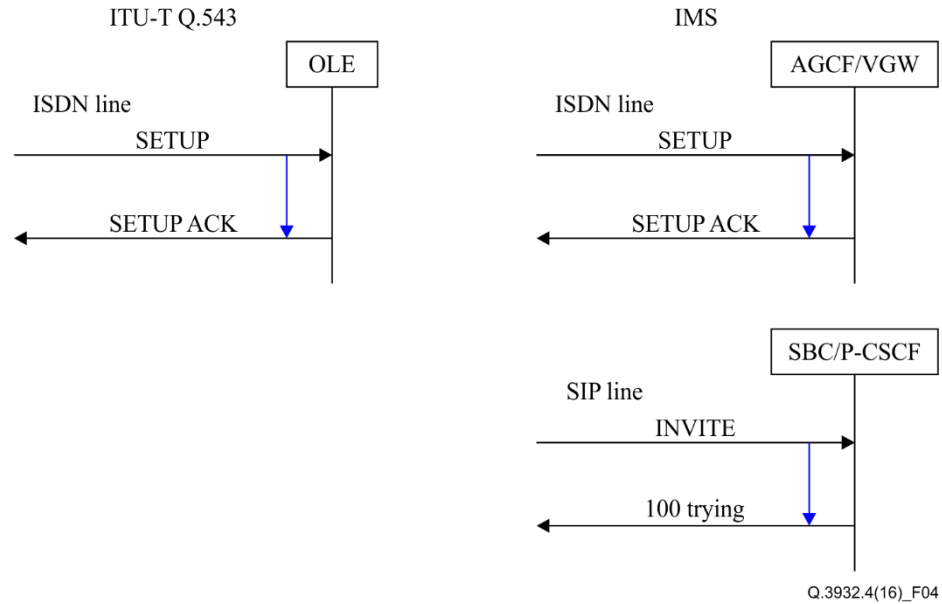 ITU-T Q.543
OLE
ISDN line
SETUP
SETUP ACK
IMS
AGCF/VGW
ISDN line
SETUP
SETUP ACK
SBC/P-CSCF
SIP line
INVITE
100 trying
Q.3932.4(16)_F04